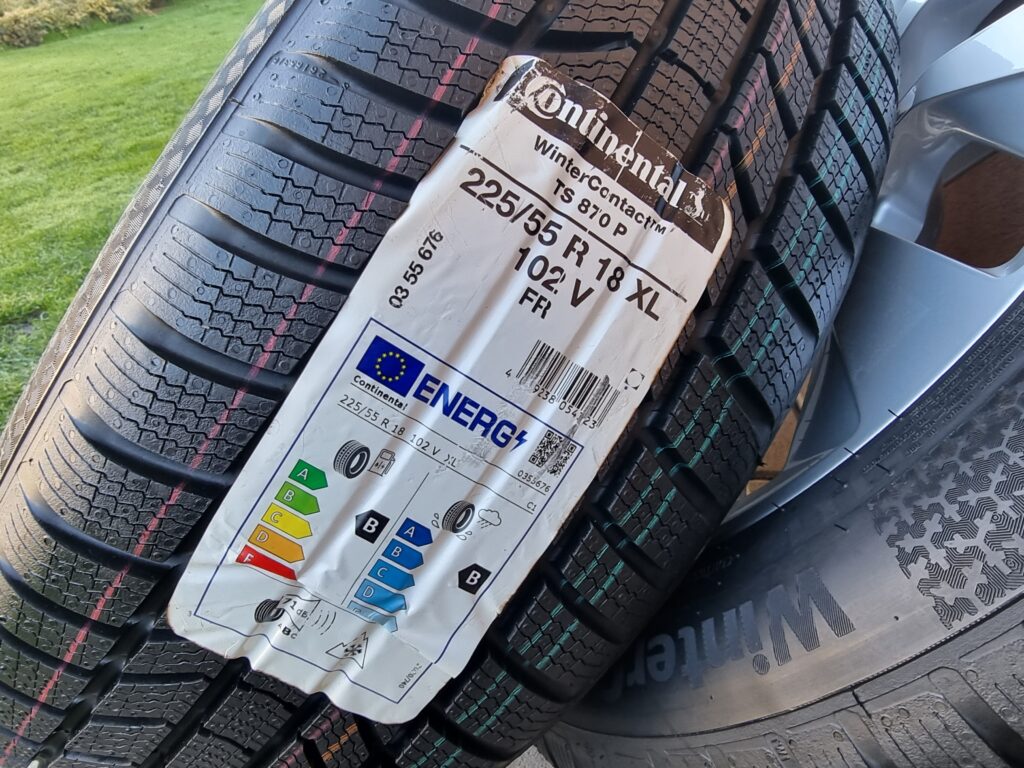 Continental
WinterContact™
TS 870 P
225/55 R 18 XL
102 V
FR
03 55 676
ENERG
Continental
0355676
225/55 R 18 102 V XL
C1
A
B
C
D
B
A
B
C
D
B
Winter